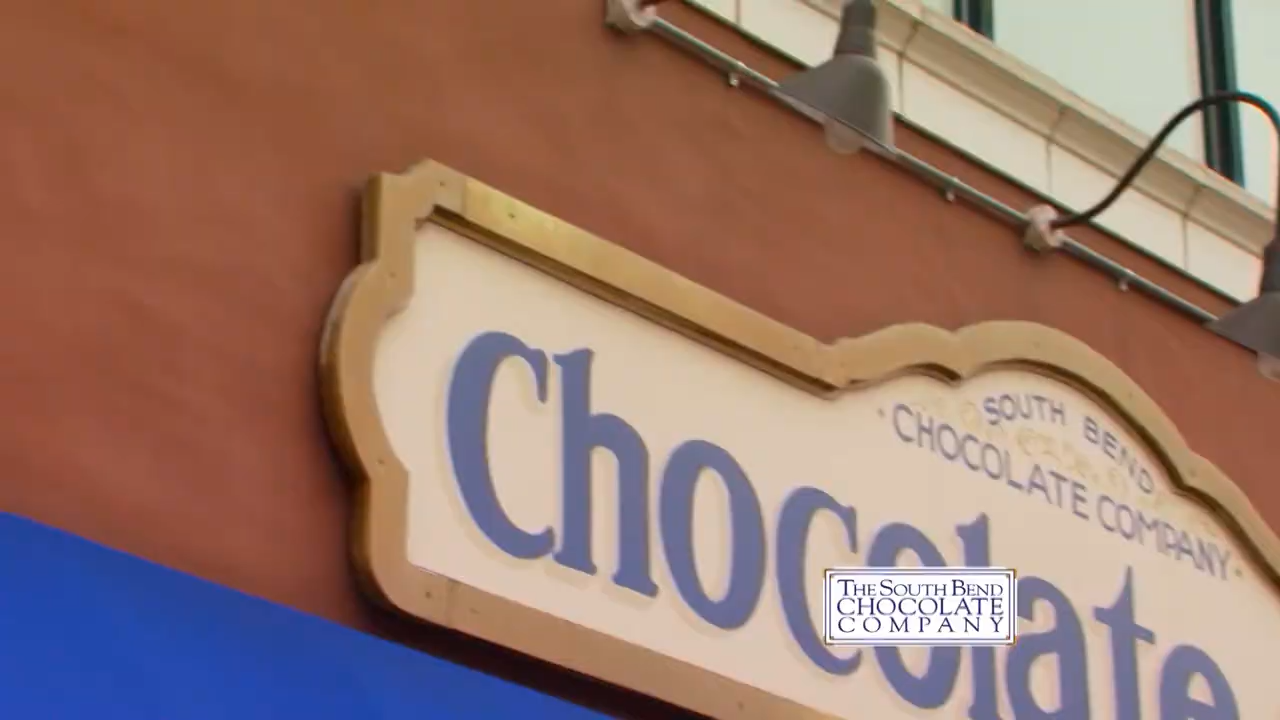 SOUTH BEND
· CHOCOLATE COMPANY ·
Chocolate
THE SOUTH BEND
CHOCOLATE
COMPANY